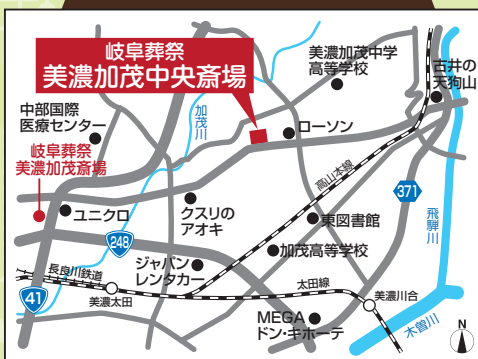 岐阜葬祭
美濃加茂中央斎場
美濃加茂中学
高等学校
古井の
天狗山
中部国際
医療センター
加茂川
ローソン
岐阜葬祭
美濃加茂斎場
高山本線
371
飛騨川
ユニクロ
クスリの
アオキ
東図書館
248
加茂高等学校
ジャパン
レンタカー
長良川鉄道
太田線
41
美濃太田
美濃川合
MEGA
ドン・キホーテ
木曽川
N